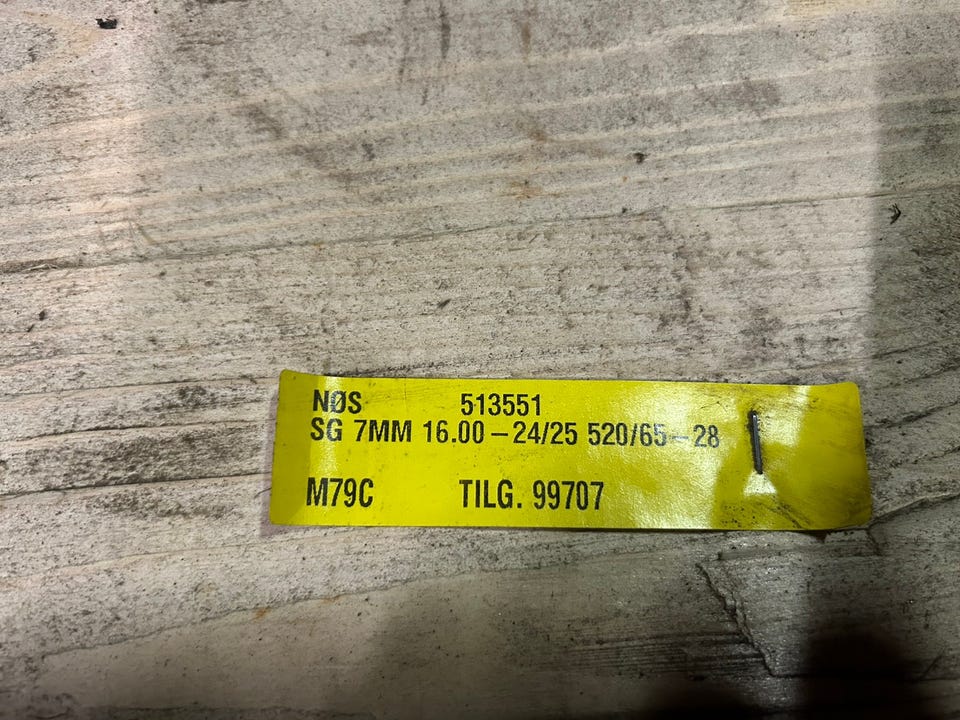 NØS 513551
SG 7MM 16.00-24/25 520/65-28
M79C TILG. 99707